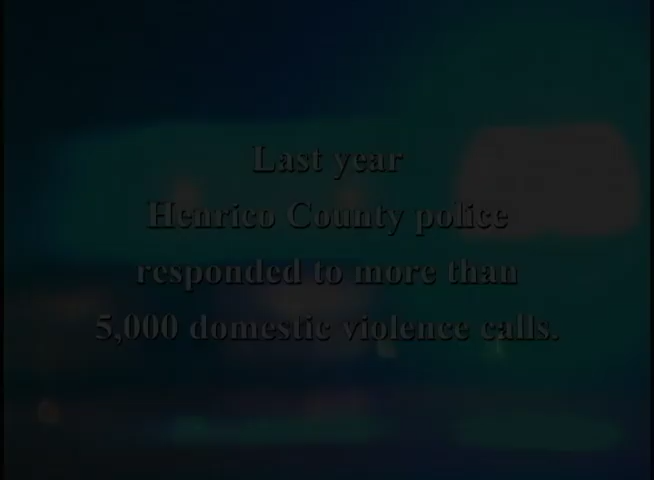 Last year
Henrico County police
responded to more than
5,000 domestic violence calls.